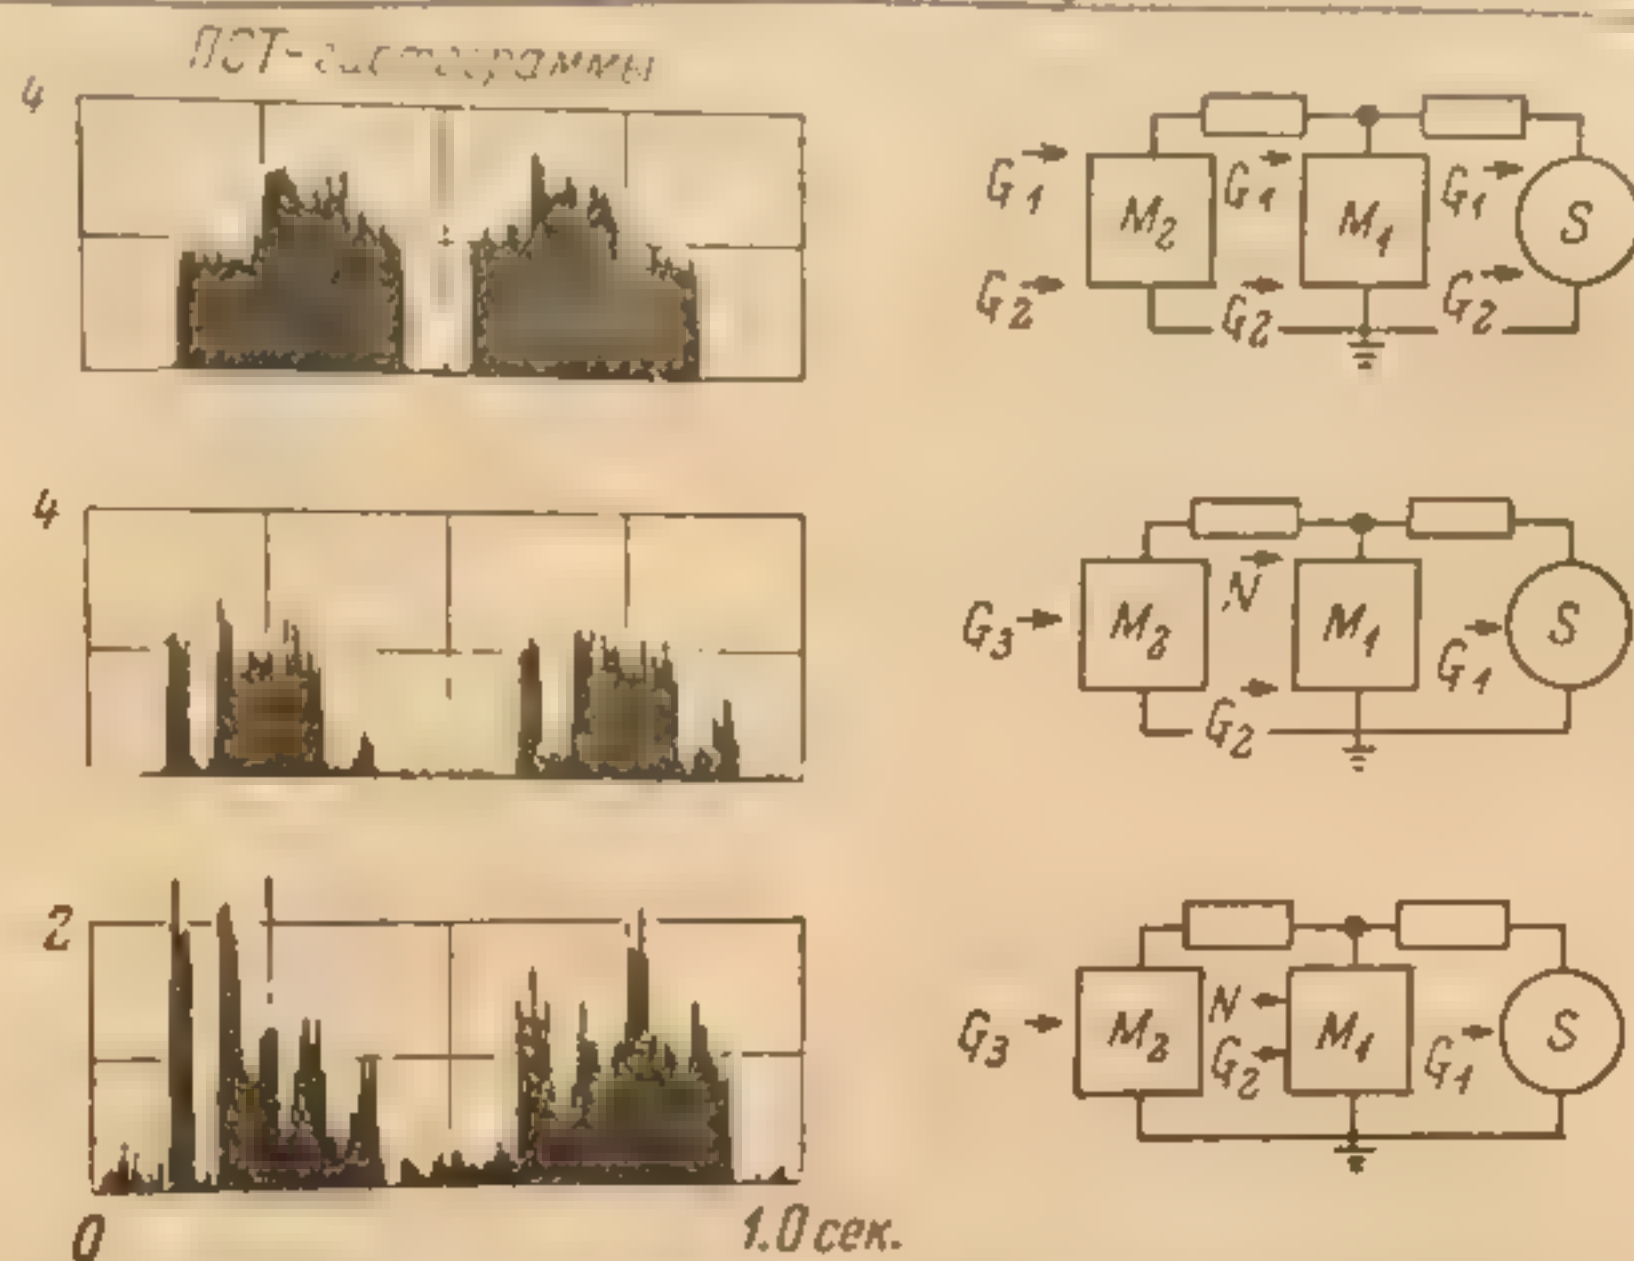 ПСТ-гистограммы
4
G1 M2 G1 M1 G1 S
G2 G2 G2
4
N
G3 M2 M1 G1 S
G2
2
N
G3 M2 G2 M1 G1 S
0 1.0 сек.